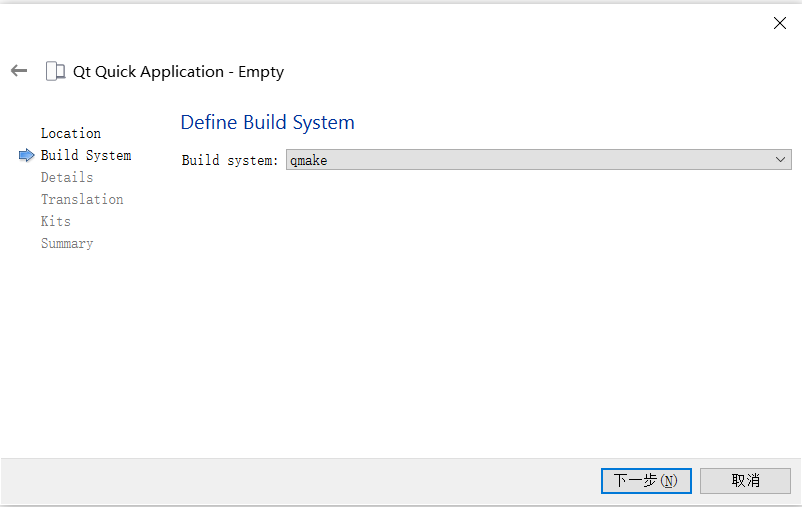 Qt Quick Application - Empty
Define Build System
Location
Build System
Details
Translation
Kits
Summary
Build system: qmake
下一步(N)
取消